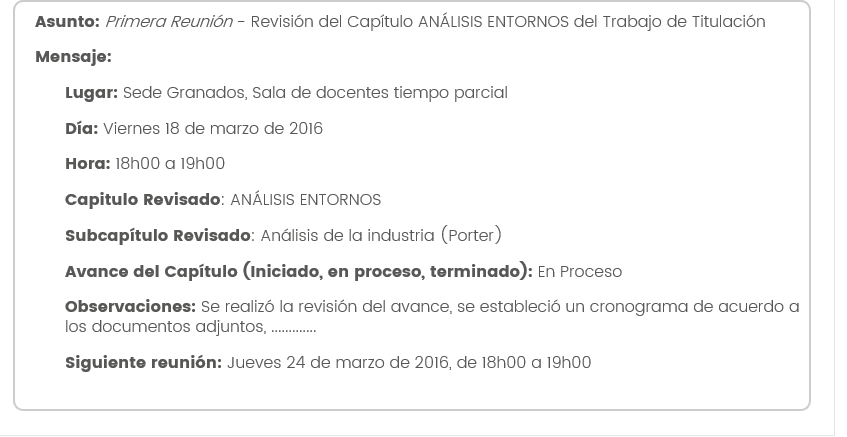 Asunto: Primera Reunión - Revisión del Capítulo ANÁLISIS ENTORNOS del Trabajo de Titulación
Mensaje:
Lugar: Sede Granados, Sala de docentes tiempo parcial
Día: Viernes 18 de marzo de 2016
Hora: 18h00 a 19h00
Capitulo Revisado: ANÁLISIS ENTORNOS
Subcapítulo Revisado: Análisis de la industria (Porter)
Avance del Capítulo (Iniciado, en proceso, terminado): En Proceso
Observaciones: Se realizó la revisión del avance, se estableció un cronograma de acuerdo a
los documentos adjuntos, .............
Siguiente reunión: Jueves 24 de marzo de 2016, de 18h00 a 19h00